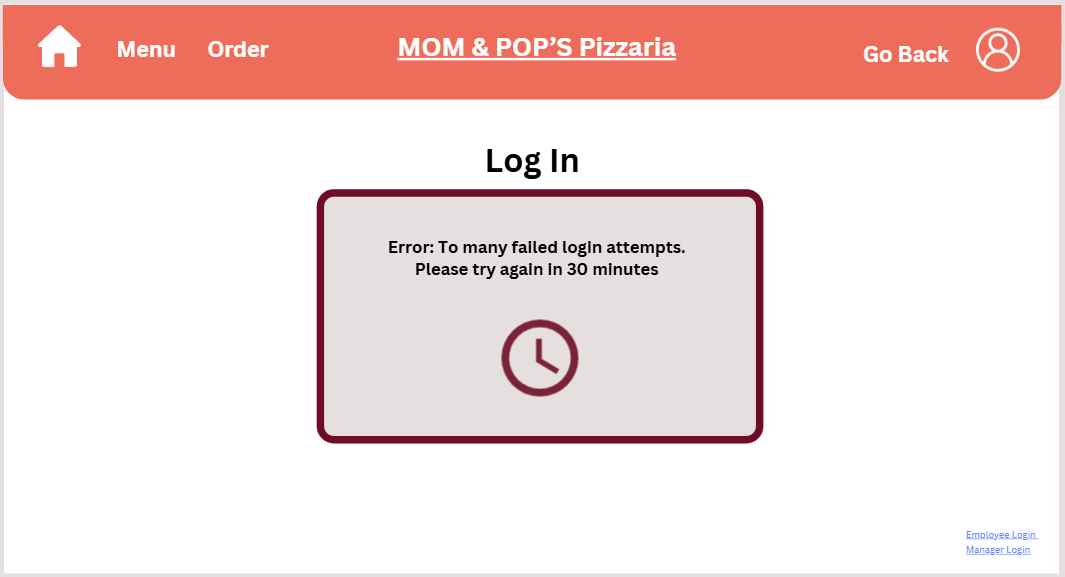 Menu
Order
MOM & POP’S Pizzaria
Go Back
Log In
Error: To many failed login attempts.
Please try again in 30 minutes
Employee Login
Manager Login